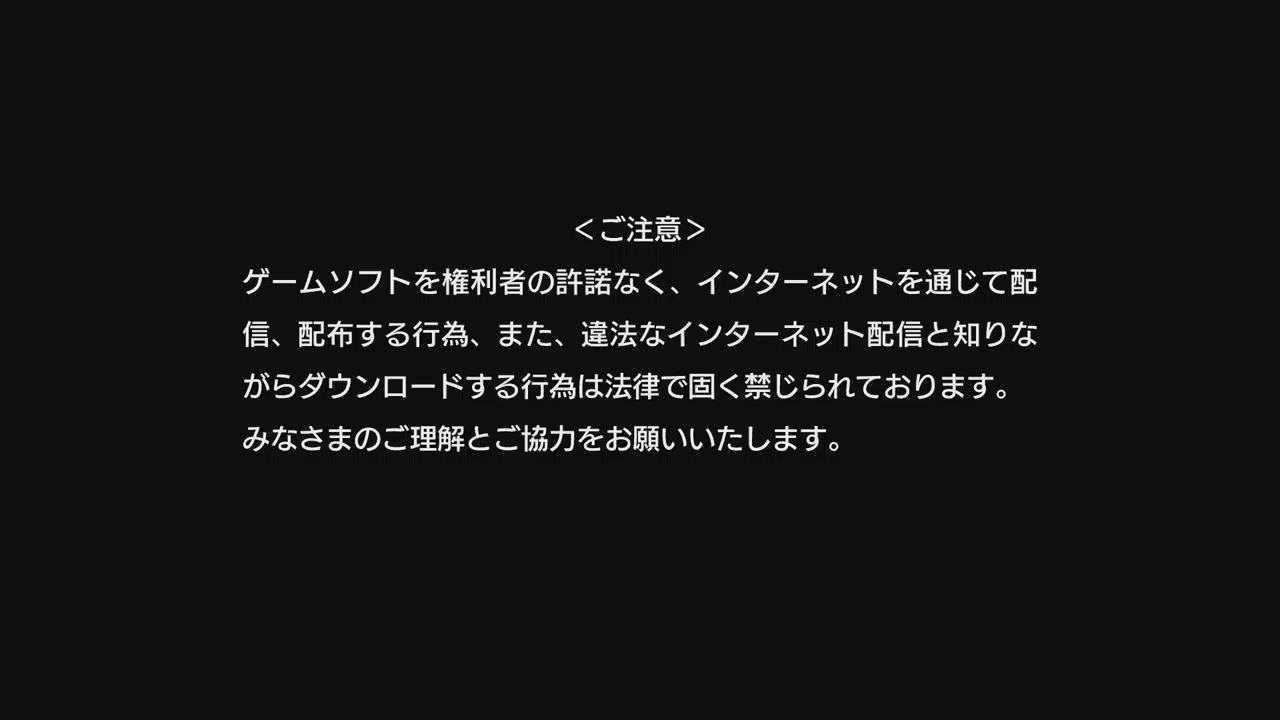 ＜ご注意＞
ゲームソフトを権利者の許諾なく、インターネットを通じて配
信、配布する行為、また、違法なインターネット配信と知りな
がらダウンロードする行為は法律で固く禁じられております。
みなさまのご理解とご協力をお願いいたします。